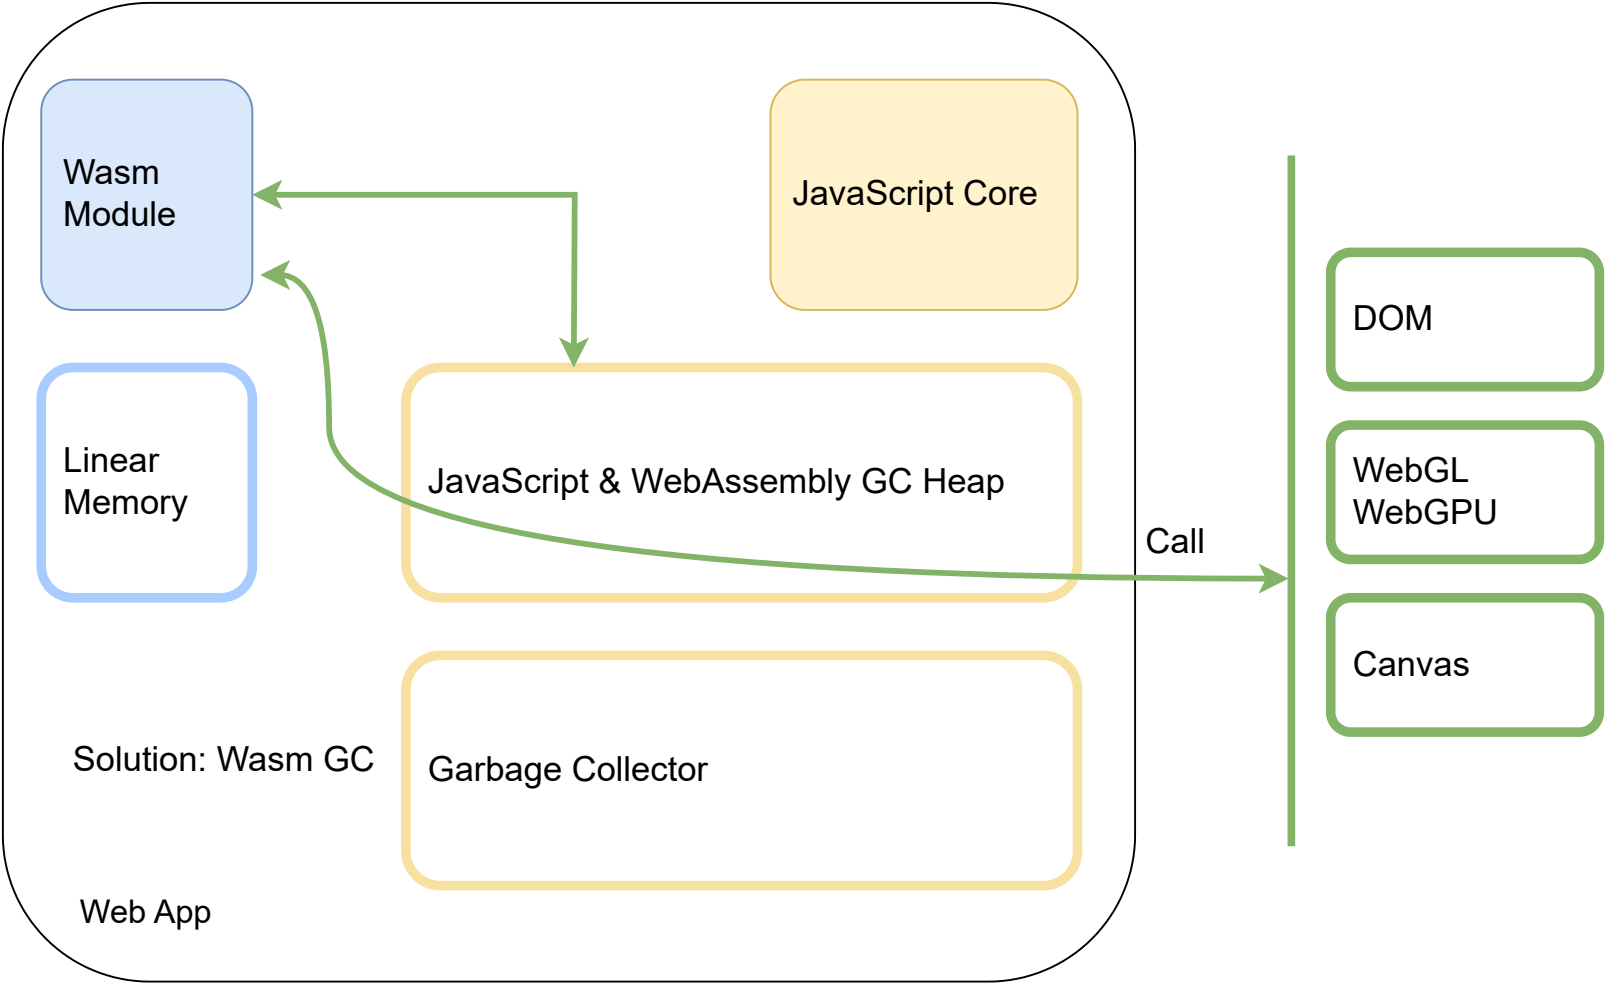 Wasm
Module
JavaScript Core
DOM
Linear
Memory
JavaScript & WebAssembly GC Heap
WebGL
WebGPU
Call
Canvas
Solution: Wasm GC
Garbage Collector
Web App